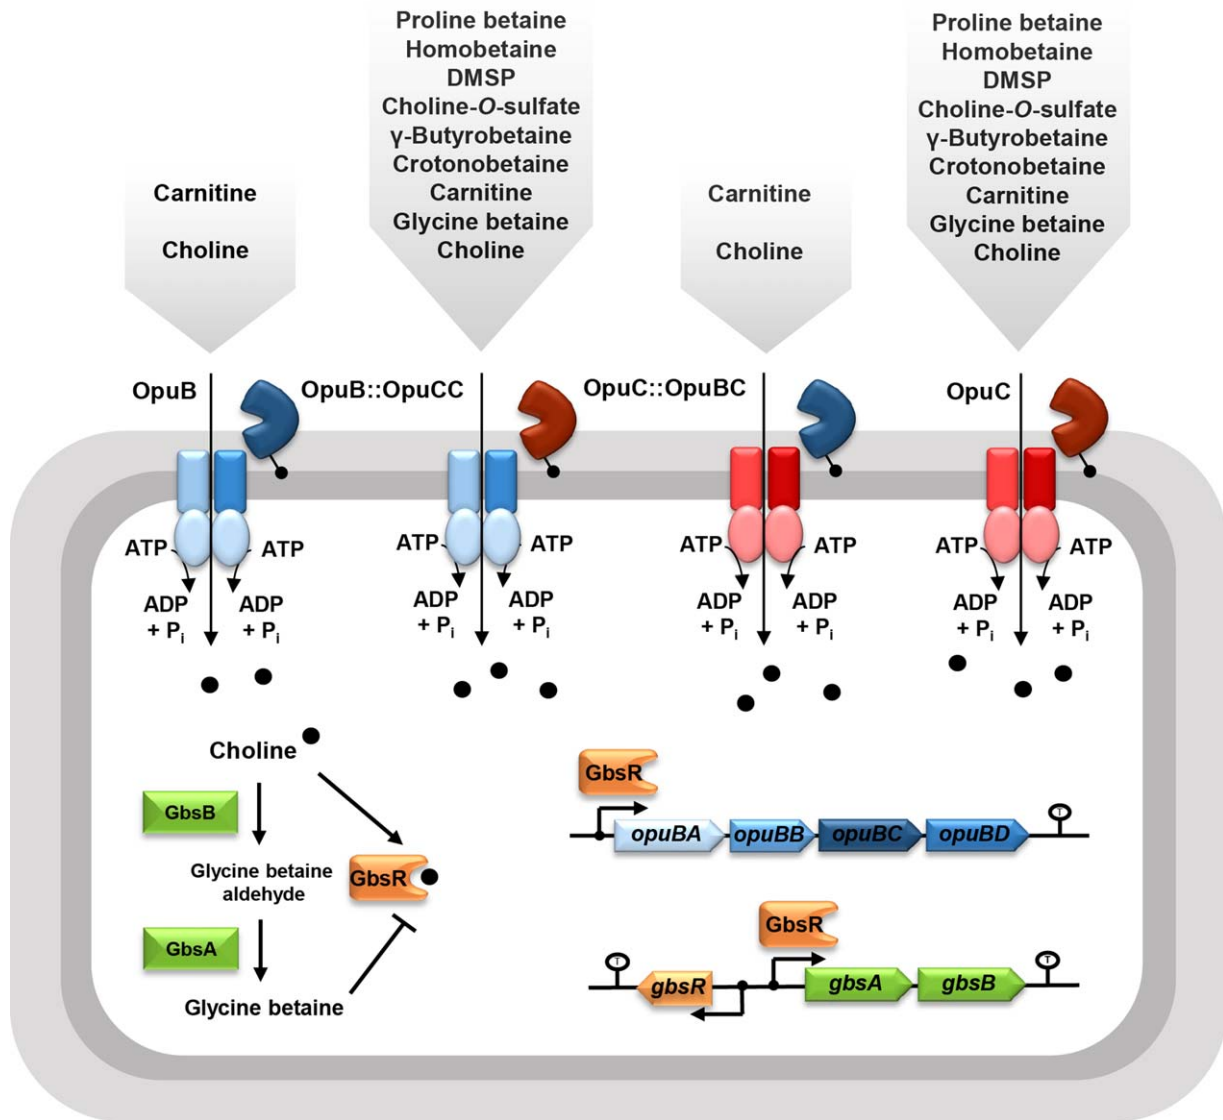 Carnitine
Choline
Proline betaine
Homobetaine
DMSP
Choline-O-sulfate
γ-Butyrobetaine
Crotonobetaine
Carnitine
Glycine betaine
Choline
Carnitine
Choline
Proline betaine
Homobetaine
DMSP
Choline-O-sulfate
γ-Butyrobetaine
Crotonobetaine
Carnitine
Glycine betaine
Choline
OpuB
OpuB::OpuCC
OpuC::OpuBC
OpuC
ATP
ATP
ADP
+ Pi
ADP
+ Pi
ATP
ATP
ADP
+ Pi
ADP
+ Pi
ATP
ATP
ADP
+ Pi
ADP
+ Pi
ATP
ATP
ADP
+ Pi
ADP
+ Pi
Choline
GbsB
Glycine betaine
aldehyde
GbsR
GbsA
Glycine betaine
GbsR
opuBA
opuBB
opuBC
opuBD
T
GbsR
T
gbsR
gbsA
gbsB
T